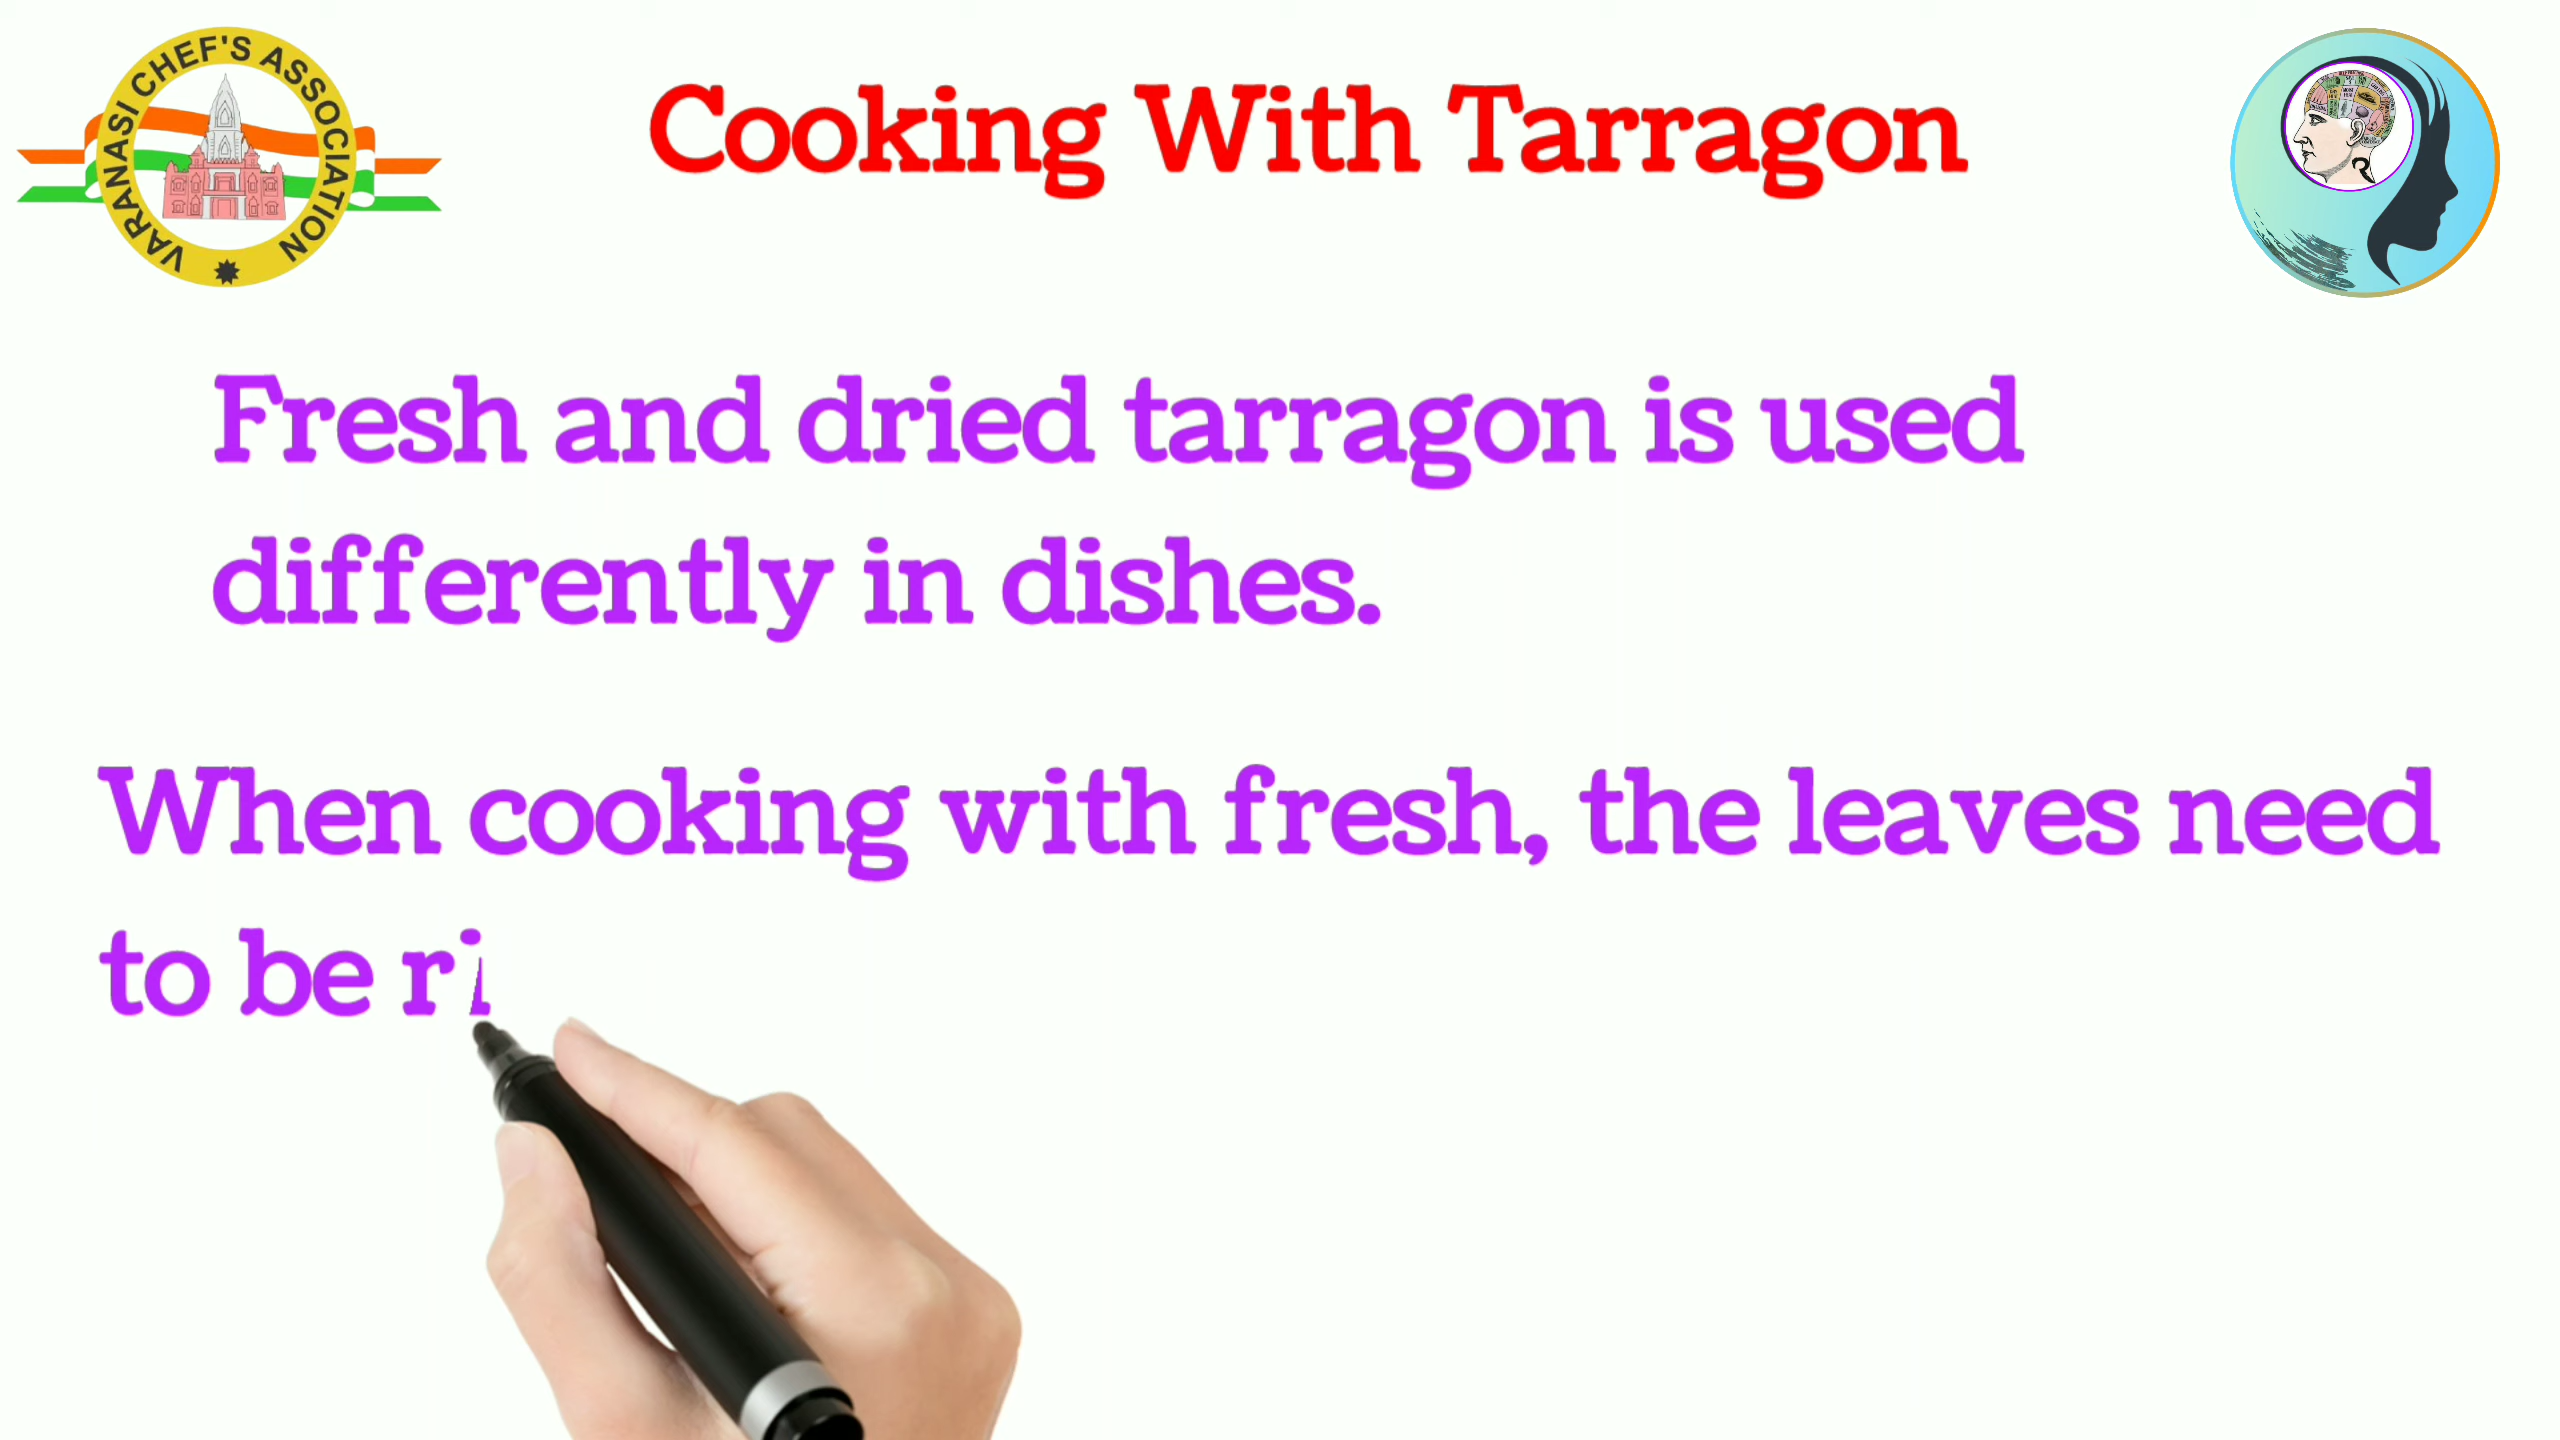 VARANASI CHEF'S ASSOCIATION
Cooking With Tarragon
Fresh and dried tarragon is used
differently in dishes.
When cooking with fresh, the leaves need
to be ri